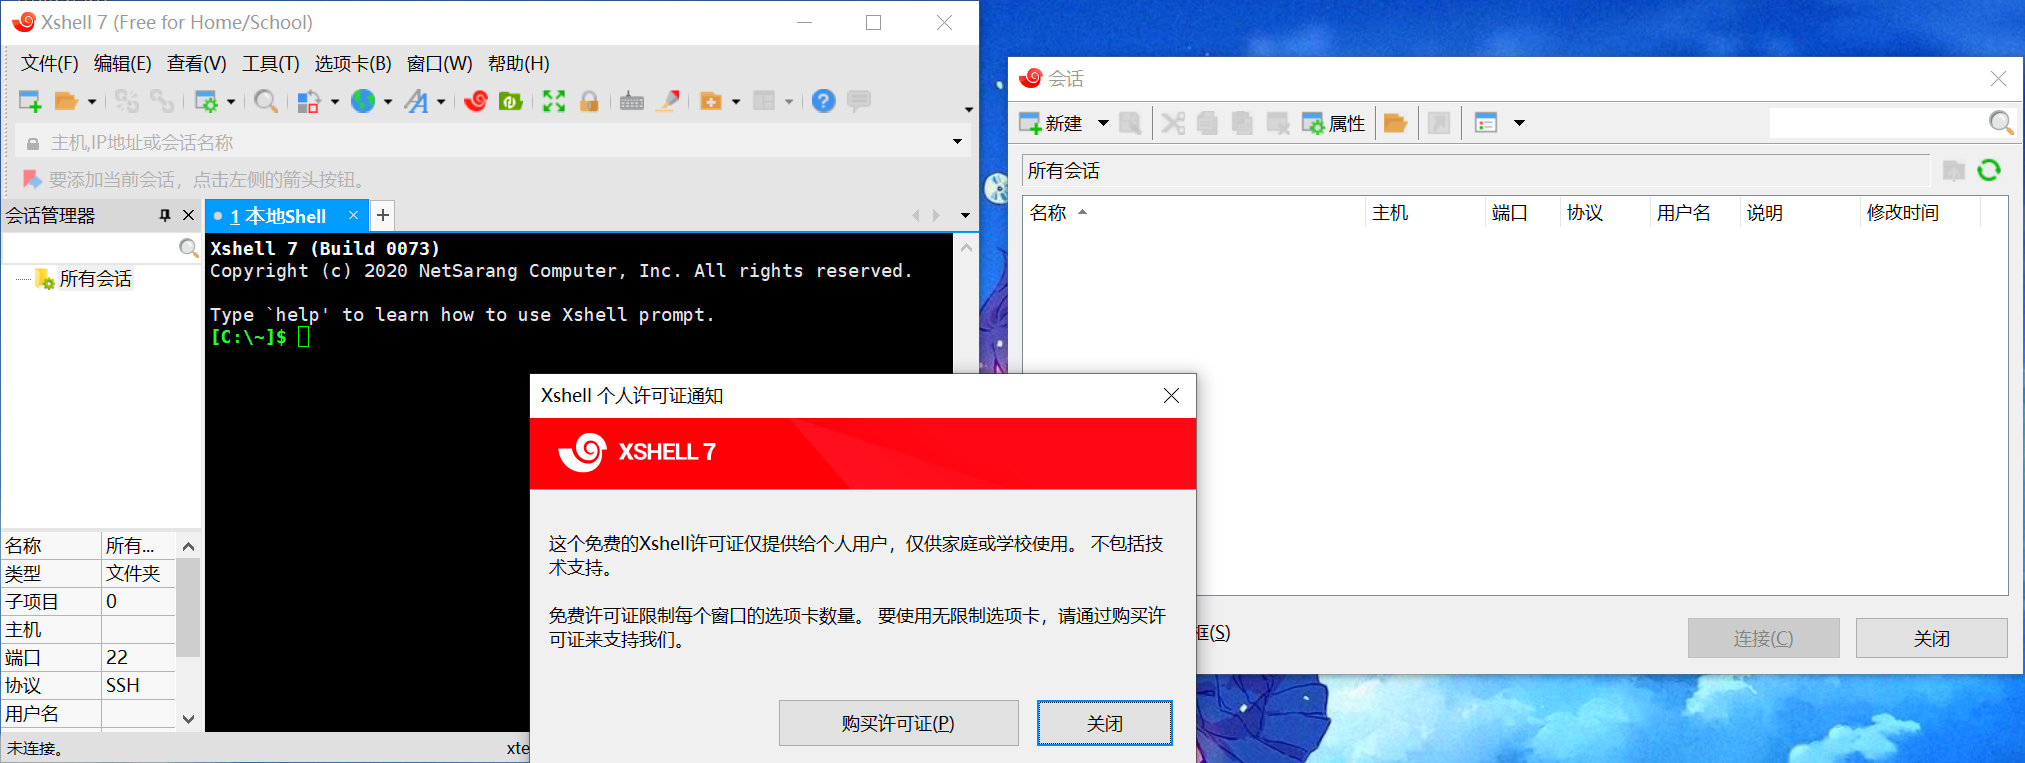 Xshell 7 (Free for Home/School)
文件(F) 编辑(E) 查看(V) 工具(T) 选项卡(B) 窗口(W) 帮助(H)
主机,IP地址或会话名称
要添加当前会话，点击左侧的箭头按钮。
会话管理器
所有会话
名称 所有...
类型 文件夹
子项目 0
主机
端口 22
协议 SSH
用户名
未连接。
1 本地Shell
Xshell 7 (Build 0073)
Copyright (c) 2020 NetSarang Computer, Inc. All rights reserved.
Type `help' to learn how to use Xshell prompt.
[C:\~]$
xte
Xshell 个人许可证通知
XSHELL 7
这个免费的Xshell许可证仅提供给个人用户，仅供家庭或学校使用。 不包括技
术支持。
免费许可证限制每个窗口的选项卡数量。 要使用无限制选项卡，请通过购买许
可证来支持我们。
购买许可证(P) 关闭
会话
新建 属性
所有会话
名称 主机 端口 协议 用户名 说明 修改时间
框(S)
连接(C) 关闭